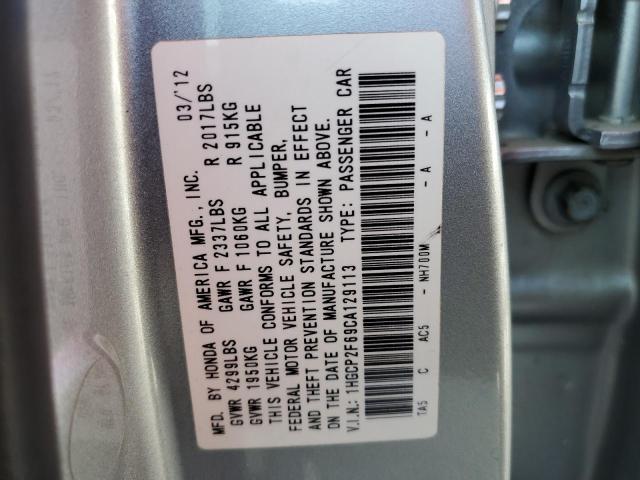 MFD. BY HONDA OF AMERICA MFG., INC. 03/'12
GVWR 4299LBS GAWR F 2337LBS R 2017LBS
GVWR 1950KG GAWR F 1060KG R 915KG
THIS VEHICLE CONFORMS TO ALL APPLICABLE
FEDERAL MOTOR VEHICLE SAFETY, BUMPER,
AND THEFT PREVENTION STANDARDS IN EFFECT
ON THE DATE OF MANUFACTURE SHOWN ABOVE.
V.I.N.: 1HGCP2F69CA129113 TYPE: PASSENGER CAR
TA5 C AC5 - NH700M - A - A